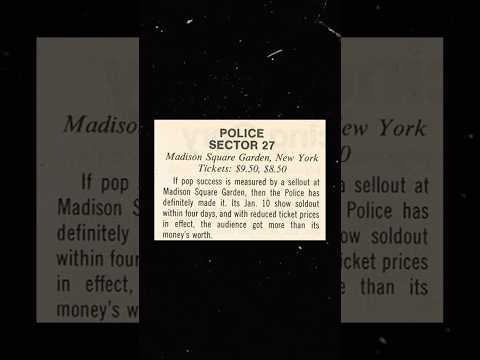 POLICE
SECTOR 27
Madison Square Garden, New York
Tickets: $9.50, $8.50
If pop success is measured by a sellout at
Madison Square Garden, then the Police has
definitely made it. Its Jan. 10 show soldout
within four days, and with reduced ticket prices
in effect, the audience got more than its
money's worth.